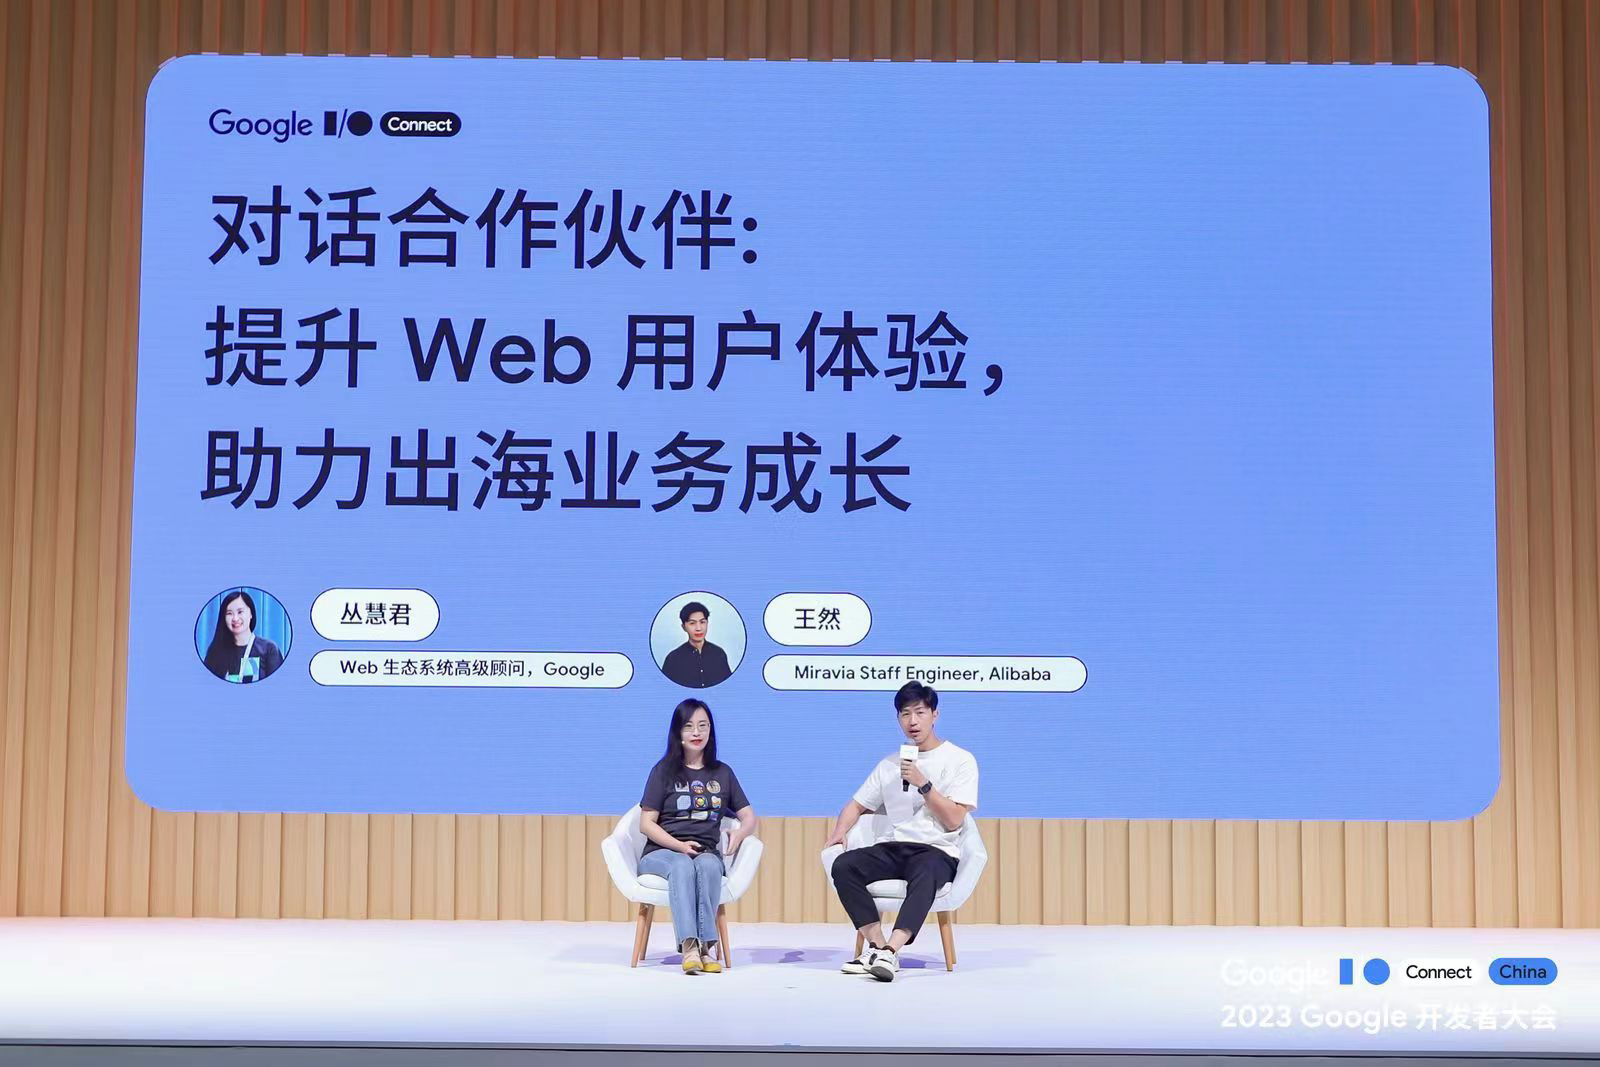 Google I/O Connect
对话合作伙伴:
提升 Web 用户体验，
助力出海业务成长
丛慧君
Web 生态系统高级顾问，Google
王然
Miravia Staff Engineer, Alibaba
Google I/O Connect China
2023 Google 开发者大会